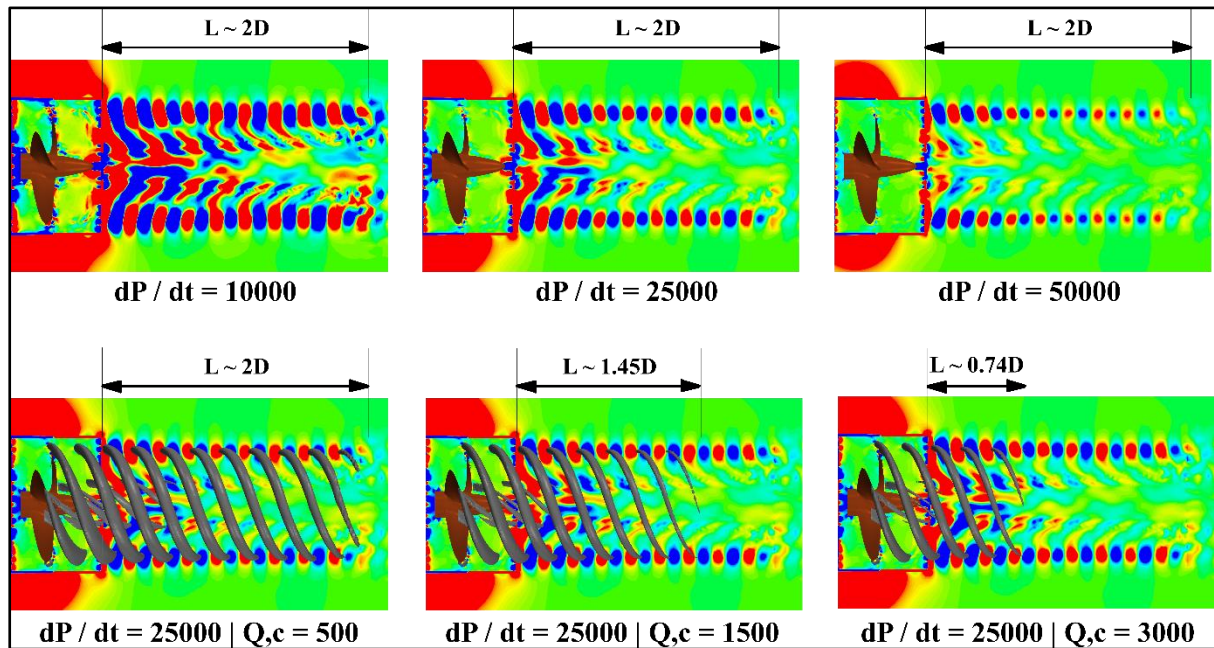 L ~ 2D
L ~ 2D
L ~ 2D
dP / dt = 10000
dP / dt = 25000
dP / dt = 50000
L ~ 2D
L ~ 1.45D
L ~ 0.74D
dP / dt = 25000 | Q,c = 500
dP / dt = 25000 | Q,c = 1500
dP / dt = 25000 | Q,c = 3000